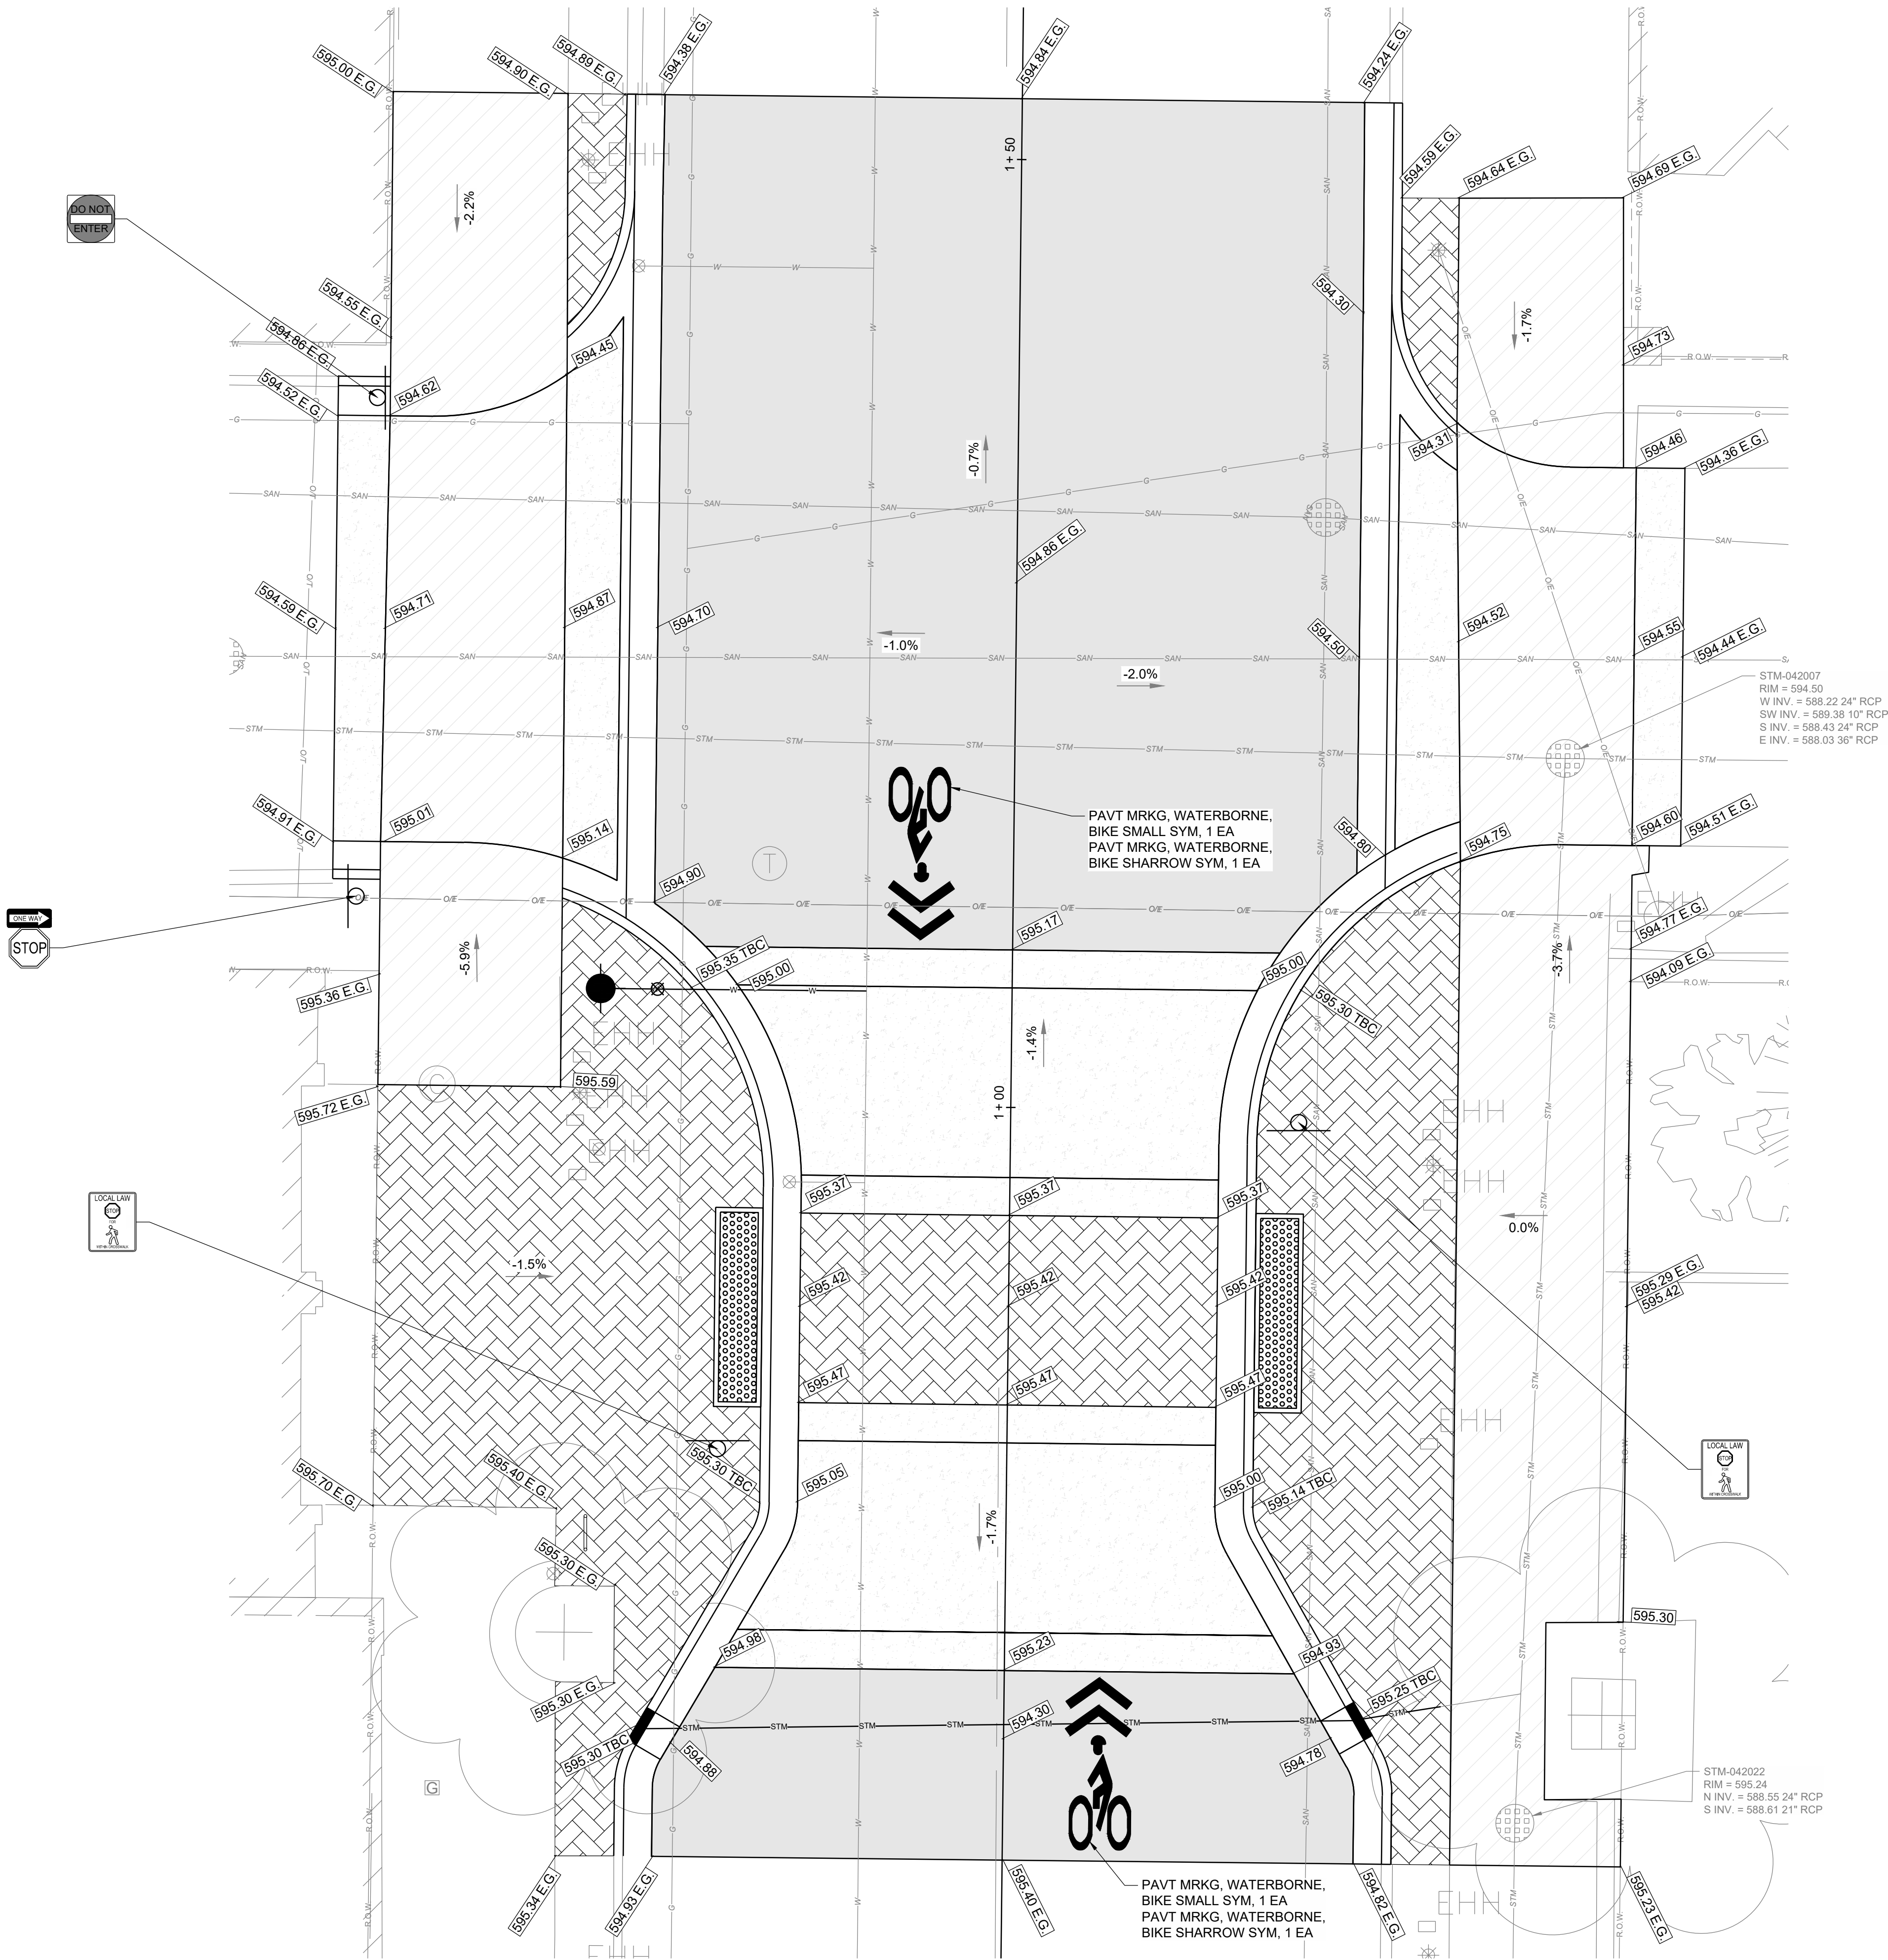 595.00 E.G.
594.90 E.G.
594.89 E.G.
594.38 E.G.
594.84 E.G.
594.24 E.G.
1 + 50
594.59 E.G.
594.64 E.G.
594.69 E.G.
-2.2%
DO NOT
ENTER
594.55 E.G.
594.86 E.G.
594.52 E.G.
594.62
594.45
594.30
-1.7%
594.73
594.31
594.46
594.36 E.G.
-0.7%
594.86 E.G.
594.59 E.G.
594.71
594.87
594.70
-1.0%
-2.0%
594.50
594.52
594.55
594.44 E.G.
STM-042007
RIM = 594.50
W INV. = 588.22 24" RCP
SW INV. = 589.38 10" RCP
S INV. = 588.43 24" RCP
E INV. = 588.03 36" RCP
594.91 E.G.
595.01
595.14
594.90
T
PAVT MRKG, WATERBORNE,
BIKE SMALL SYM, 1 EA
PAVT MRKG, WATERBORNE,
BIKE SHARROW SYM, 1 EA
594.80
594.75
594.60
594.51 E.G.
ONE WAY
STOP
-5.9%
595.17
595.35 TBC
595.00
595.00
595.30 TBC
-3.7%
594.77 E.G.
594.09 E.G.
595.36 E.G.
-1.4%
595.59
C
EHH
595.72 E.G.
1 + 00
LOCAL LAW
STOP
FOR
WITHIN CROSSWALK
595.37
595.37
595.37
0.0%
-1.5%
595.42
595.42
595.42
595.29 E.G.
595.42
595.47
595.47
595.47
595.70 E.G.
595.40 E.G.
595.30 TBC
595.05
595.00
595.14 TBC
LOCAL LAW
STOP
FOR
WITHIN CROSSWALK
-1.7%
595.30 E.G.
595.30
594.98
595.23
594.93
595.30 E.G.
594.30
595.25 TBC
595.30 TBC
594.88
594.78
G
STM-042022
RIM = 595.24
N INV. = 588.55 24" RCP
S INV. = 588.61 21" RCP
595.34 E.G.
594.93 E.G.
595.40 E.G.
PAVT MRKG, WATERBORNE,
BIKE SMALL SYM, 1 EA
PAVT MRKG, WATERBORNE,
BIKE SHARROW SYM, 1 EA
594.82 E.G.
595.23 E.G.
EHH
R.O.W.
SAN
STM
O/E
O/T
W
G